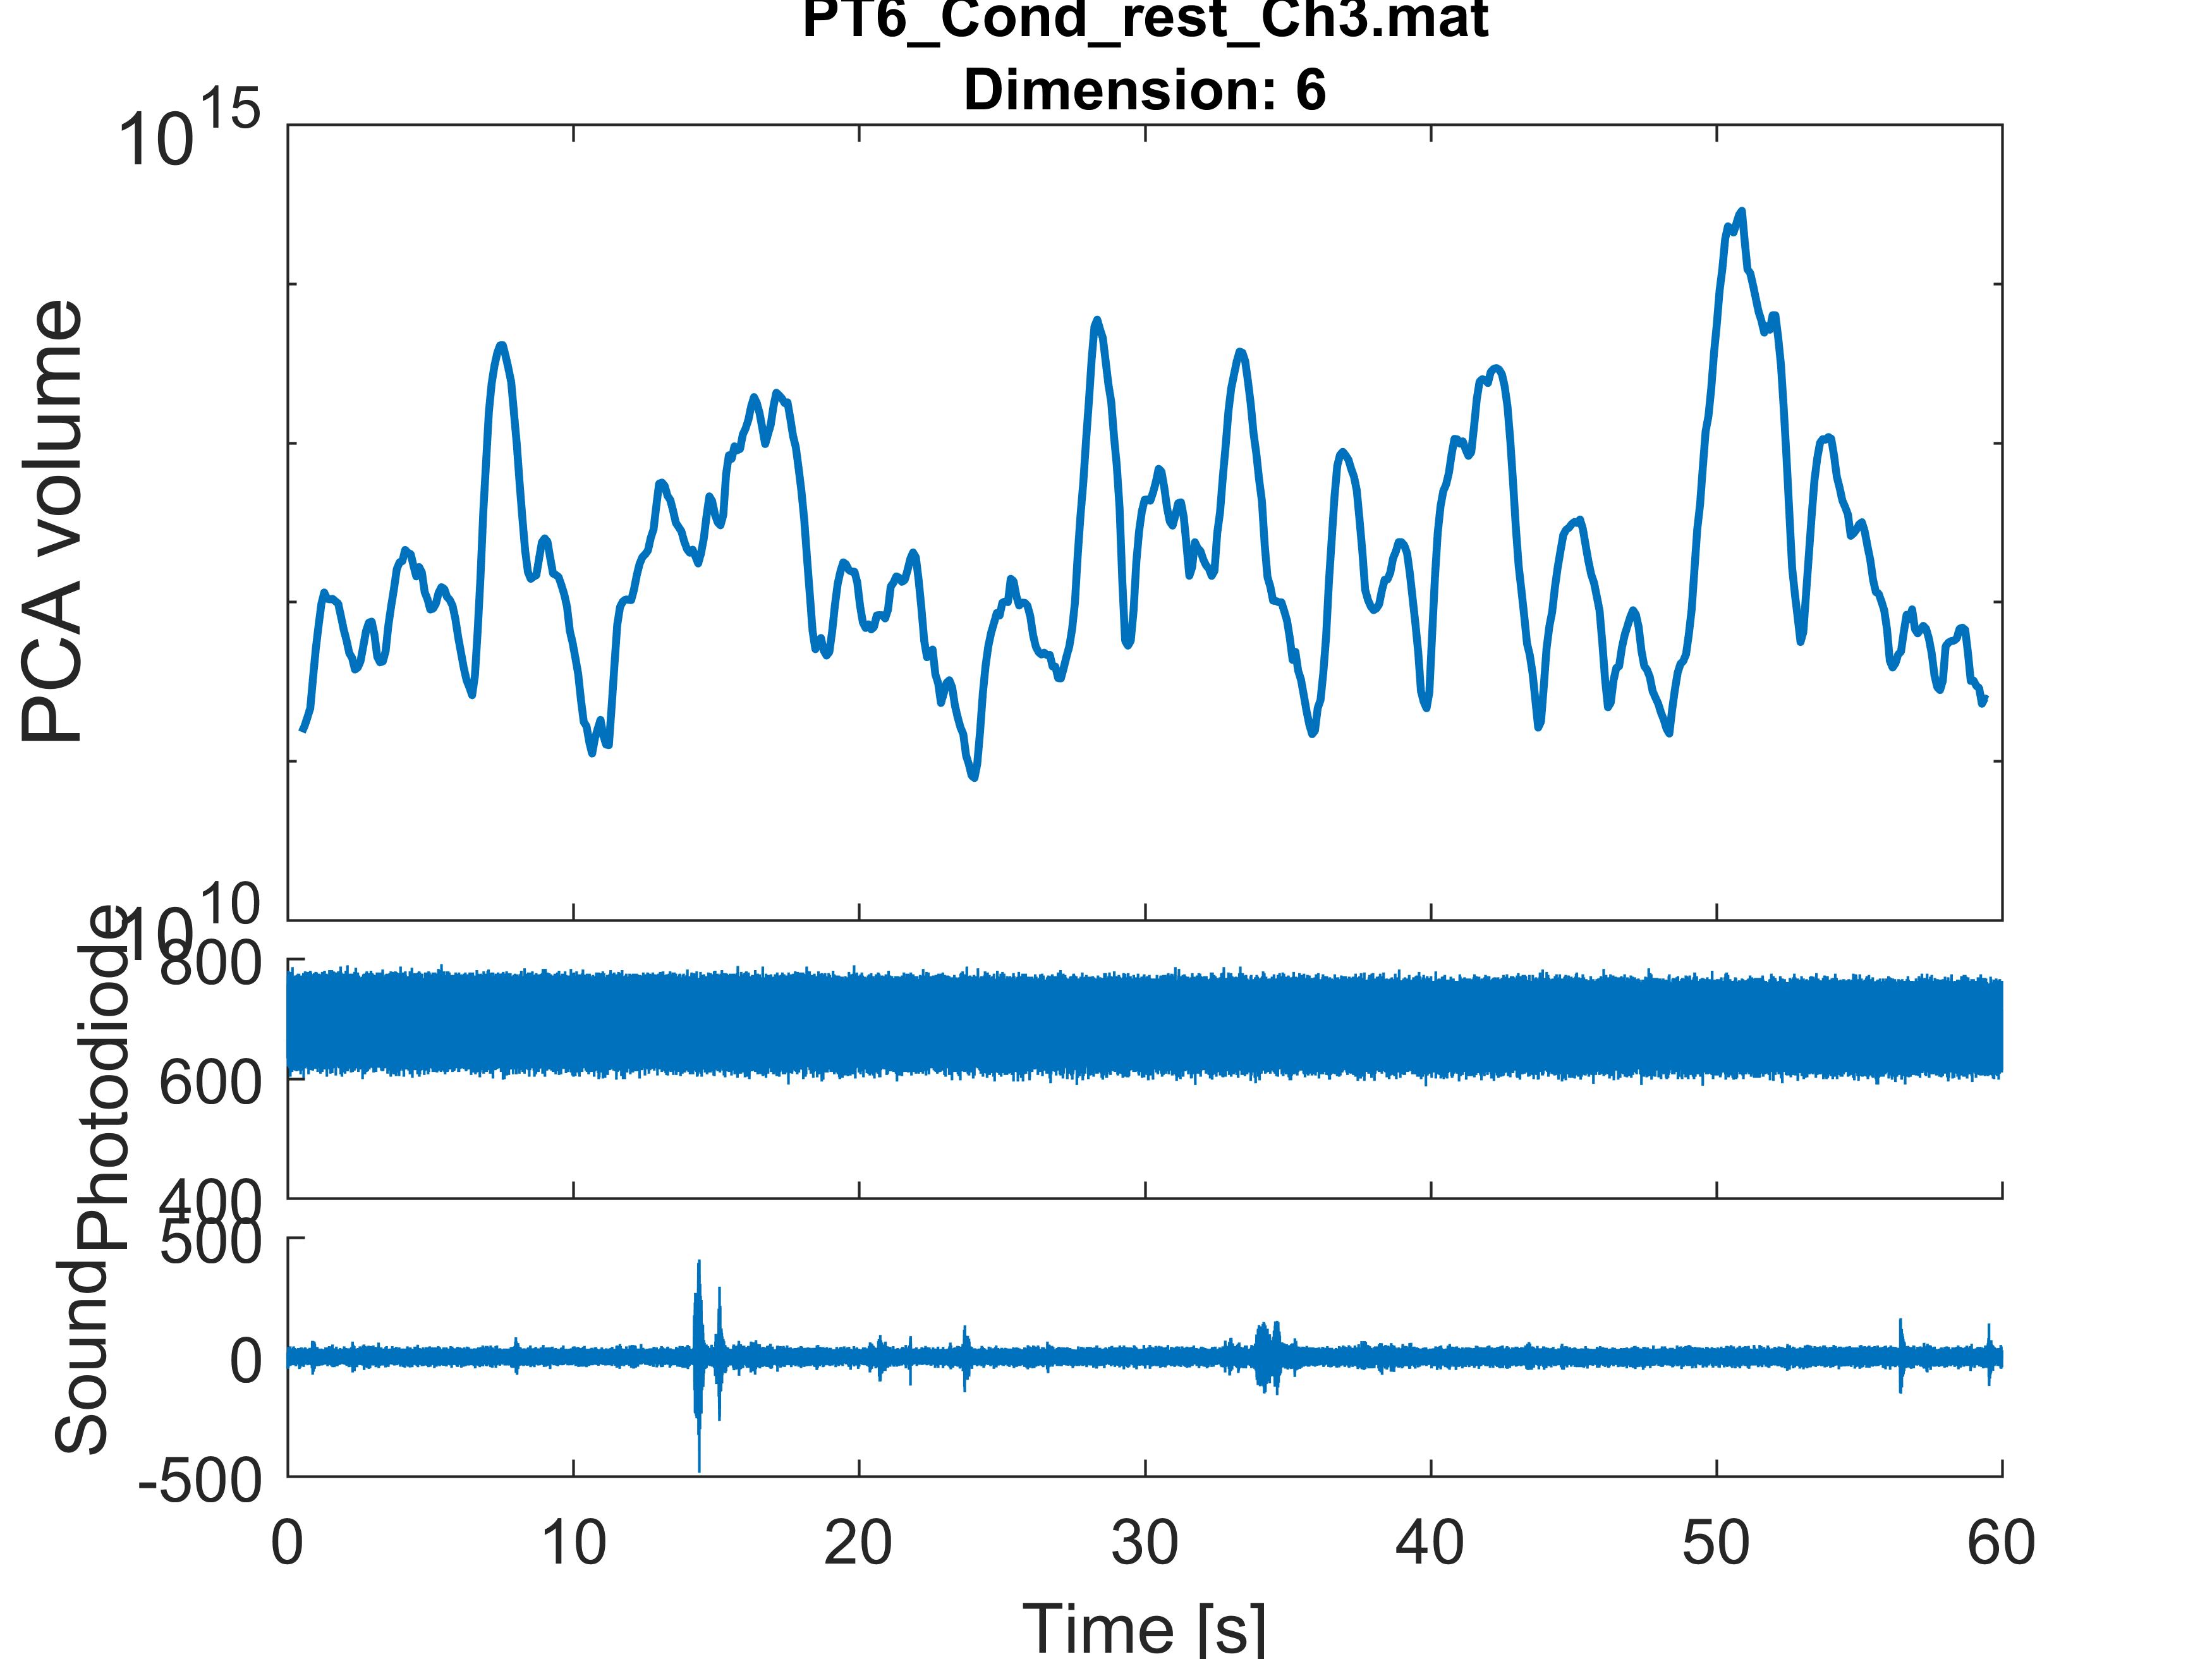 PT6_Cond_rest_Ch3.mat
Dimension: 6
10^15
PCA volume
10^10
800
Photodiode
600
400
500
Sound
0
-500
0 10 20 30 40 50 60
Time [s]